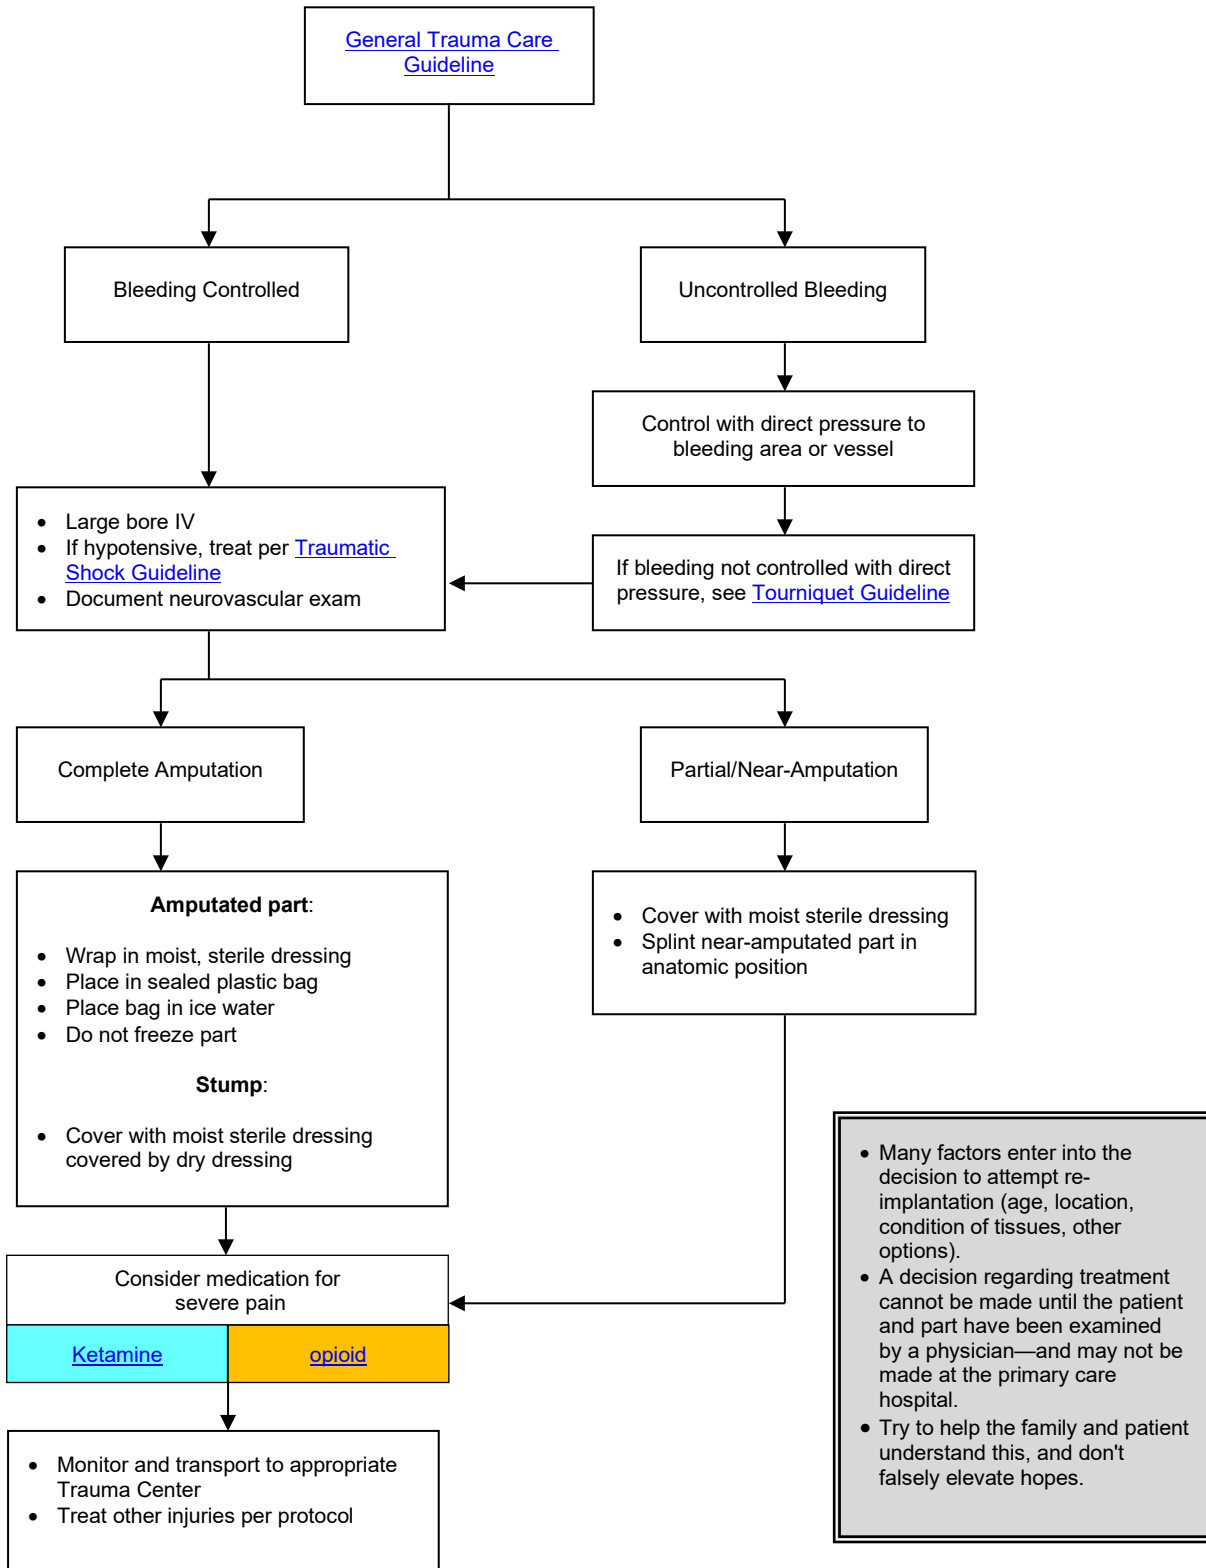 General Trauma Care
Guideline
Bleeding Controlled
Uncontrolled Bleeding
Control with direct pressure to
bleeding area or vessel
• Large bore IV
• If hypotensive, treat per Traumatic
Shock Guideline
• Document neurovascular exam
If bleeding not controlled with direct
pressure, see Tourniquet Guideline
Complete Amputation
Partial/Near-Amputation
Amputated part:
• Wrap in moist, sterile dressing
• Place in sealed plastic bag
• Place bag in ice water
• Do not freeze part
Stump:
• Cover with moist sterile dressing
covered by dry dressing
• Cover with moist sterile dressing
• Splint near-amputated part in
anatomic position
Consider medication for
severe pain
Ketamine
opioid
• Monitor and transport to appropriate
Trauma Center
• Treat other injuries per protocol
• Many factors enter into the
decision to attempt re-
implantation (age, location,
condition of tissues, other
options).
• A decision regarding treatment
cannot be made until the patient
and part have been examined
by a physician—and may not be
made at the primary care
hospital.
• Try to help the family and patient
understand this, and don't
falsely elevate hopes.